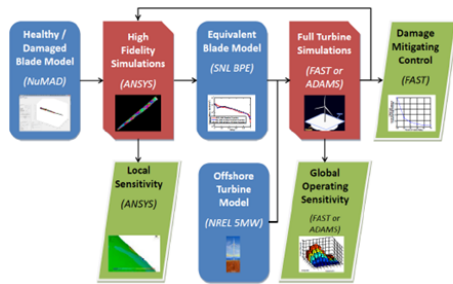 Healthy /
Damaged
Blade Model
(NuMAD)
High
Fidelity
Simulations
(ANSYS)
Equivalent
Blade Model
(SNL BPE)
Full Turbine
Simulations
(FAST or
ADAMS)
Damage
Mitigating
Control
(FAST)
Local
Sensitivity
(ANSYS)
Offshore
Turbine
Model
(NREL 5MW)
Global
Operating
Sensitivity
(FAST or
ADAMS)